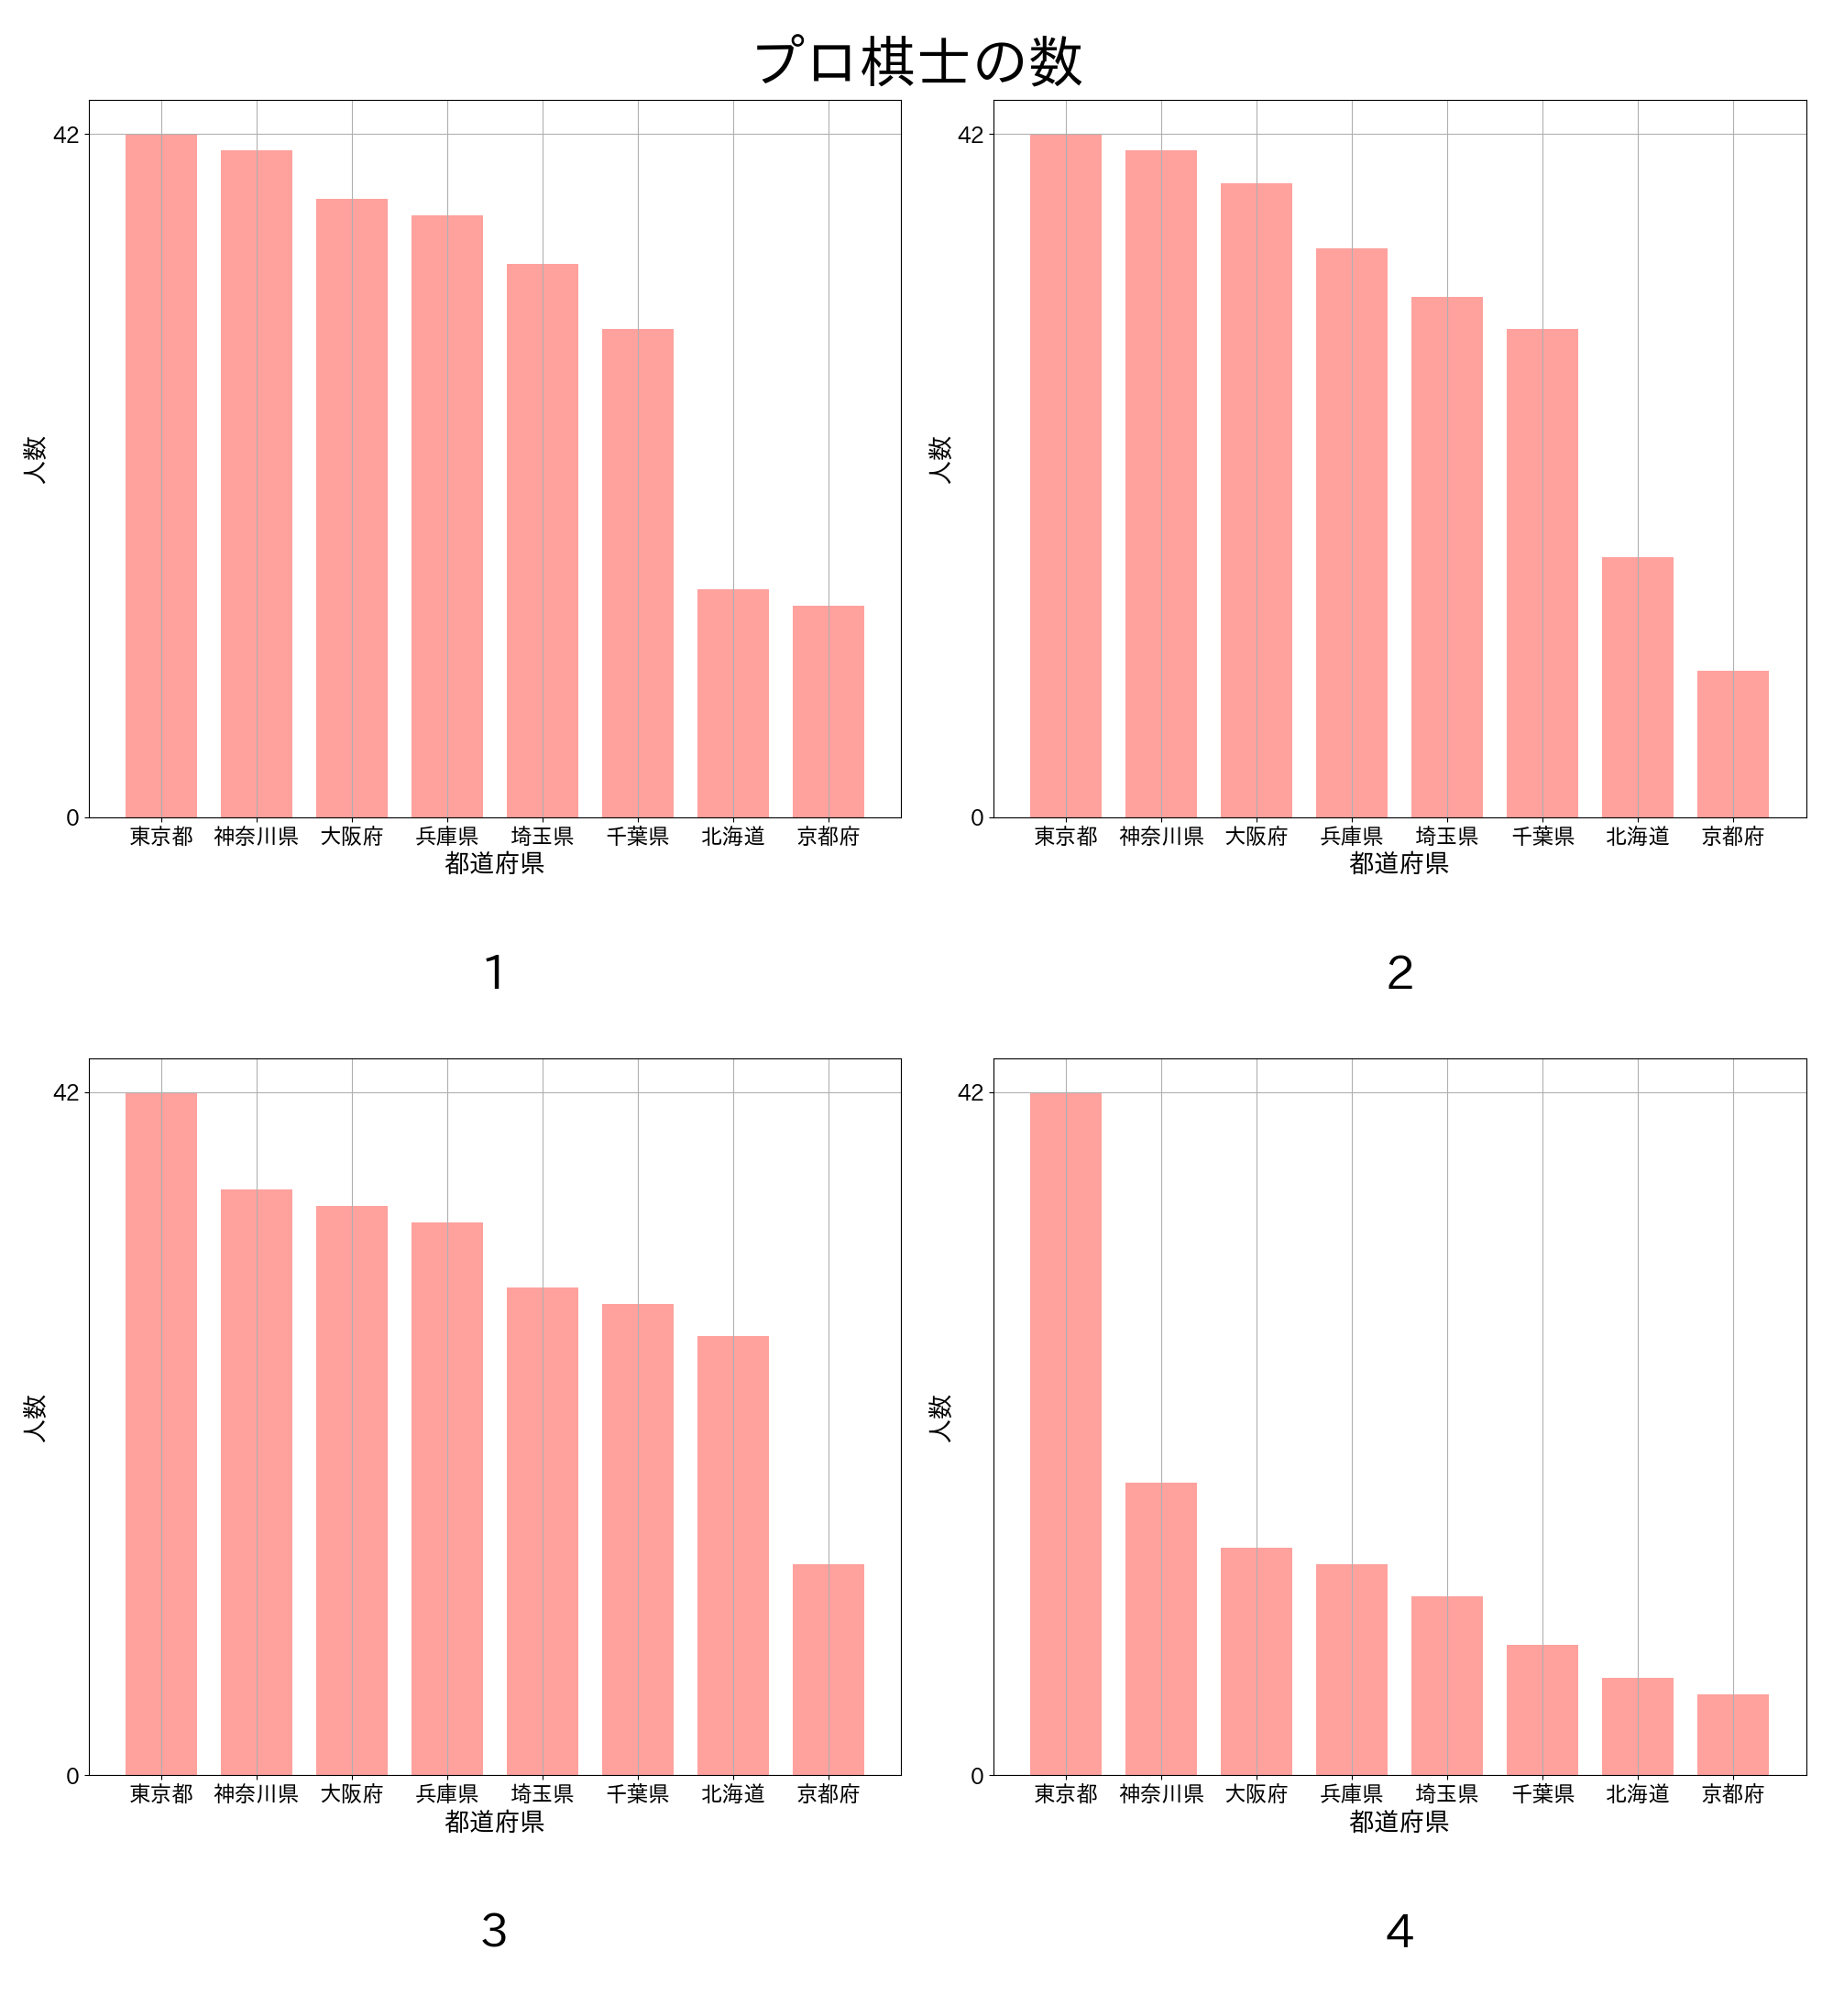 プロ棋士の数
42
0
人数
東京都 神奈川県 大阪府 兵庫県 埼玉県 千葉県 北海道 京都府
都道府県
1
42
0
人数
東京都 神奈川県 大阪府 兵庫県 埼玉県 千葉県 北海道 京都府
都道府県
2
42
0
人数
東京都 神奈川県 大阪府 兵庫県 埼玉県 千葉県 北海道 京都府
都道府県
3
42
0
人数
東京都 神奈川県 大阪府 兵庫県 埼玉県 千葉県 北海道 京都府
都道府県
4